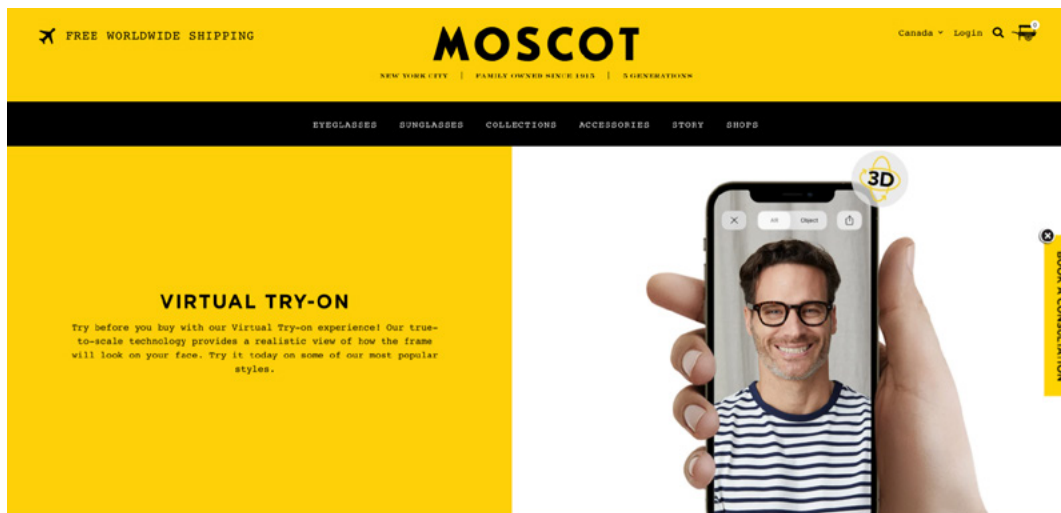 FREE WORLDWIDE SHIPPING
MOSCOT
NEW YORK CITY | FAMILY OWNED SINCE 1915 | 5 GENERATIONS
Canada Login
0
EYEGLASSES SUNGLASSES COLLECTIONS ACCESSORIES STORY SHOPS
3D
AR Object
VIRTUAL TRY-ON
Try before you buy with our Virtual Try-on experience! Our true-
to-scale technology provides a realistic view of how the frame
will look on your face. Try it today on some of our most popular
styles.
BOOK A CONSULTATION